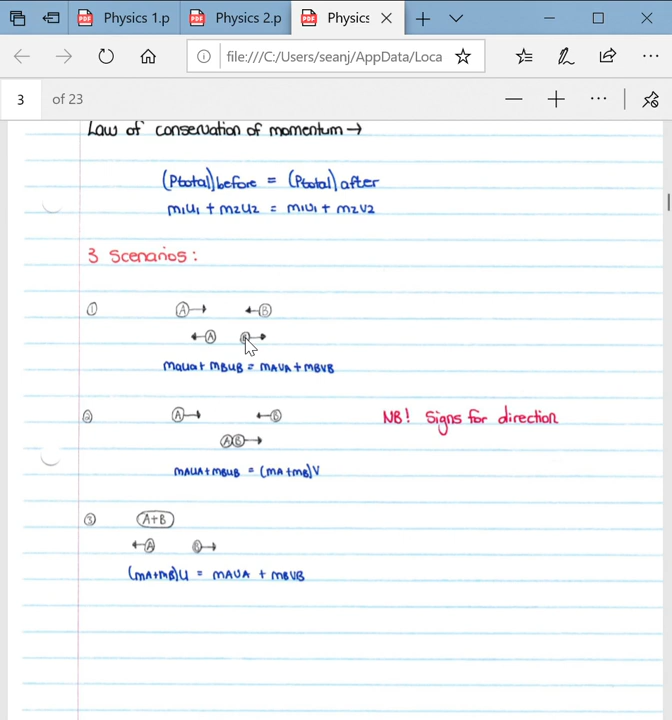 Physics 1.p
Physics 2.p
Physics
file:///C:/Users/seanj/AppData/Loca
3 of 23
Law of conservation of momentum →
(Ptotal) before = (Ptotal) after
m1u1 + m2u2 = m1v1 + m2v2
3 Scenarios:
① A→ ←B
←A →
mAuA + mBuB = mAvA + mBvB
② A→ ←B NB! Signs for direction
AB→
mAuA + mBuB = (mA + mB)v
③ A+B
←A B→
(mA+mB)u = mAvA + mBvB